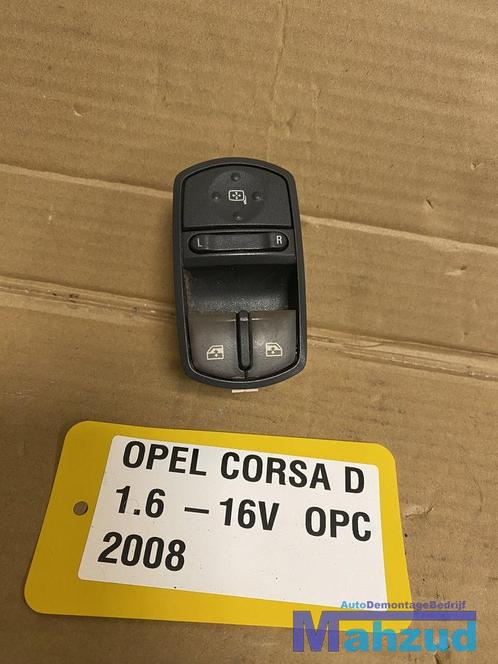 L R
OPEL CORSA D
1.6 – 16V OPC
2008
AutoDemontageBedrijf
Mahzud